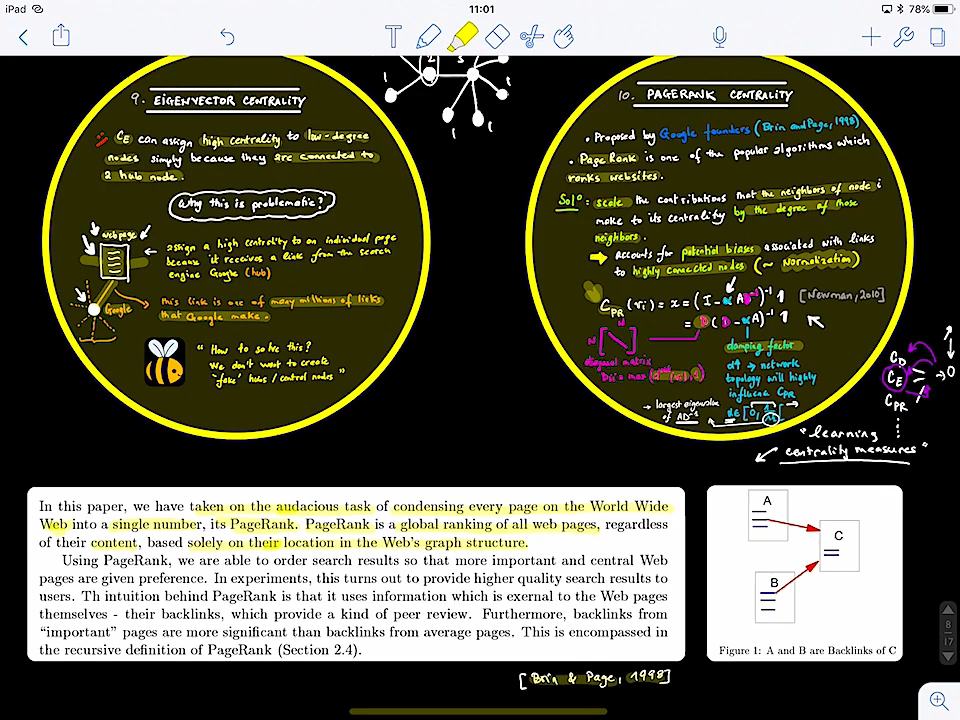 iPad
11:01
78%
9. EIGENVECTOR CENTRALITY
CE can assign high centrality to low-degree
nodes simply because they are connected to
a hub node.
Why this is problematic?
webpage
assign a high centrality to an individual page
because it receives a link from the search
engine Google (hub)
Google
this link is one of many millions of links
that Google make.
"How to solve this?
We don't want to create
'fake' hubs / control nodes"
10. PAGERANK CENTRALITY
• Proposed by Google founders (Brin and Page, 1998)
• PageRank is one of the popular algorithms which
ranks websites.
Sol°: scale the contributions that the neighbors of node i
make to its centrality by the degree of those
neighbors.
accounts for potential biases associated with links
to highly connected nodes (~ Normalization)
[Newman, 2010]
= D(D - αA)⁻¹ 1
N
N
diagonal matrix
damping factor
α↑ → network
topology will highly
influence CPR
→ largest eigenvalue
of AD⁻¹
CD
CE
CPR
→0
"learning
centrality measures"
In this paper, we have taken on the audacious task of condensing every page on the World Wide
Web into a single number, its PageRank. PageRank is a global ranking of all web pages, regardless
of their content, based solely on their location in the Web's graph structure.
Using PageRank, we are able to order search results so that more important and central Web
pages are given preference. In experiments, this turns out to provide higher quality search results to
users. Th intuition behind PageRank is that it uses information which is exernal to the Web pages
themselves - their backlinks, which provide a kind of peer review. Furthermore, backlinks from
"important" pages are more significant than backlinks from average pages. This is encompassed in
the recursive definition of PageRank (Section 2.4).
[Brin & Page, 1998]
A
C
B
Figure 1: A and B are Backlinks of C
8
17